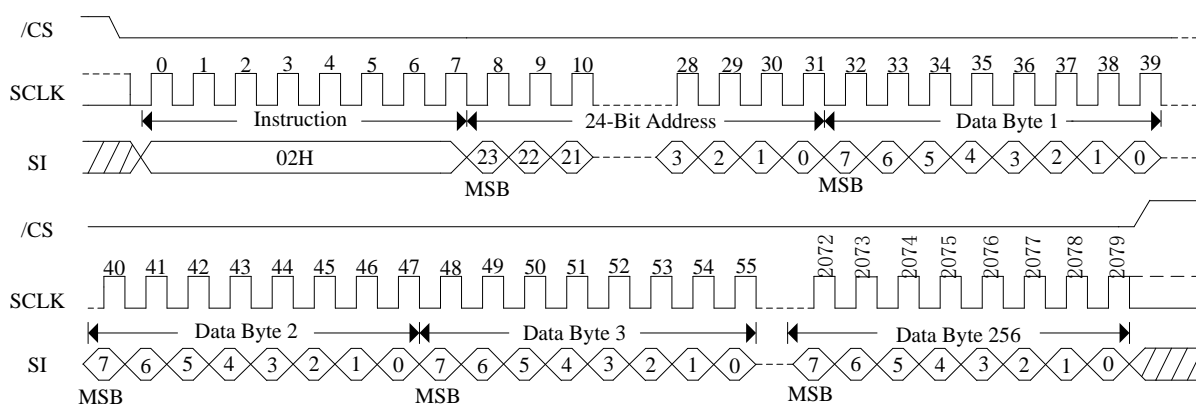 /CS
0 1 2 3 4 5 6 7 8 9 10 28 29 30 31 32 33 34 35 36 37 38 39
SCLK
Instruction 24-Bit Address Data Byte 1
SI 02H 23 22 21 3 2 1 0 7 6 5 4 3 2 1 0
MSB MSB
/CS
40 41 42 43 44 45 46 47 48 49 50 51 52 53 54 55 2072 2073 2074 2075 2076 2077 2078 2079
SCLK
Data Byte 2 Data Byte 3 Data Byte 256
SI 7 6 5 4 3 2 1 0 7 6 5 4 3 2 1 0 7 6 5 4 3 2 1 0
MSB MSB MSB